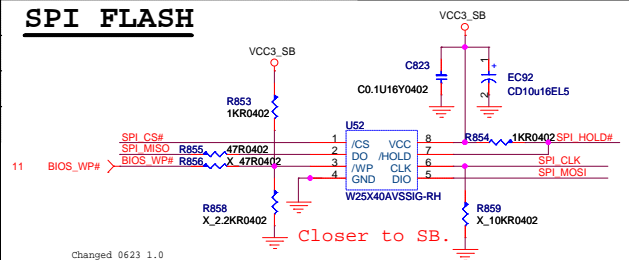 SPI FLASH
VCC3_SB
VCC3_SB
C823
C0.1U16Y0402
1
+
EC92
CD10u16EL5
2
R853
1KR0402
U52
SPI_CS#
1
/CS
VCC
8
R854
1KR0402
SPI_HOLD#
SPI_MISO
R855
47R0402
2
DO
/HOLD
7
11
BIOS_WP#
BIOS_WP#
R856
X_47R0402
3
/WP
CLK
6
SPI_CLK
4
GND
DIO
5
SPI_MOSI
W25X40AVSSIG-RH
R858
X_2.2KR0402
R859
X_10KR0402
Closer to SB.
Changed 0623 1.0